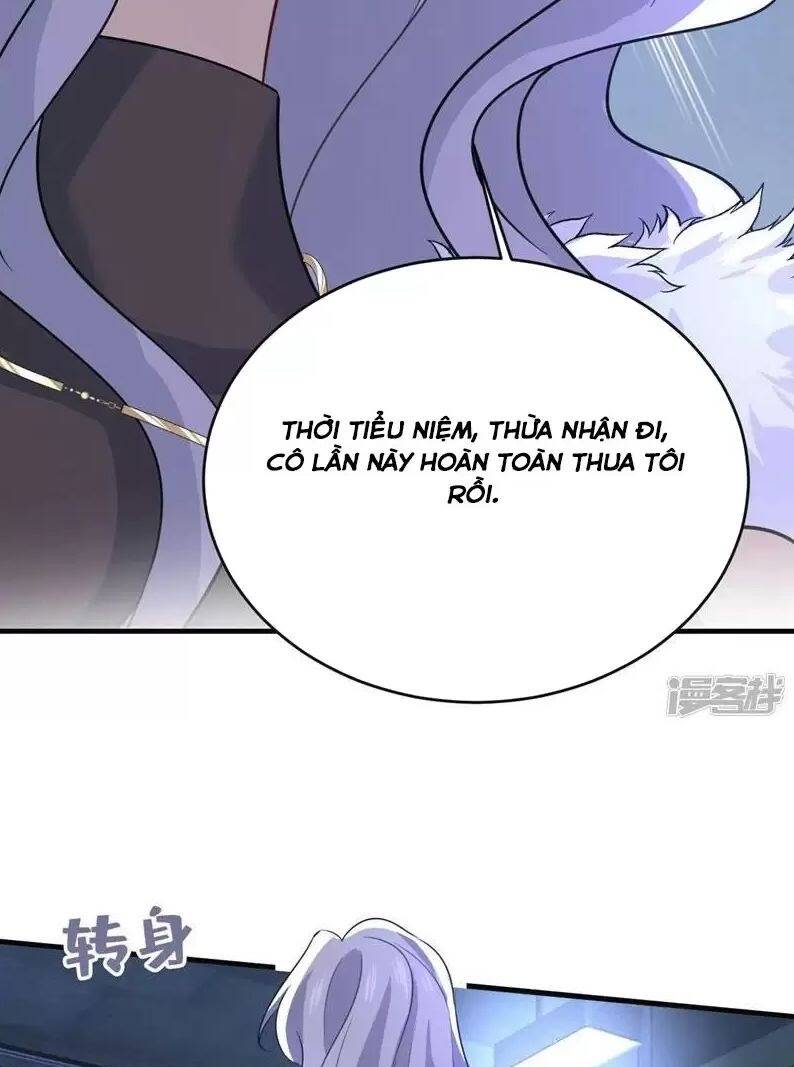 THỜI TIỂU NIỆM, THỪA NHẬN ĐI,
CÔ LẦN NÀY HOÀN TOÀN THUA TÔI
RỒI.
漫客栈
转身